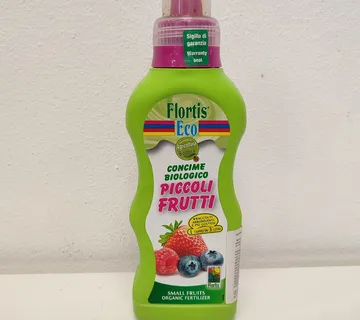 Sigillo di
garanzia
Warranty
seal
Flortis
Eco
CONCIME
BIOLOGICO
PICCOLI
FRUTTI
SMALL FRUITS
ORGANIC FERTILIZER